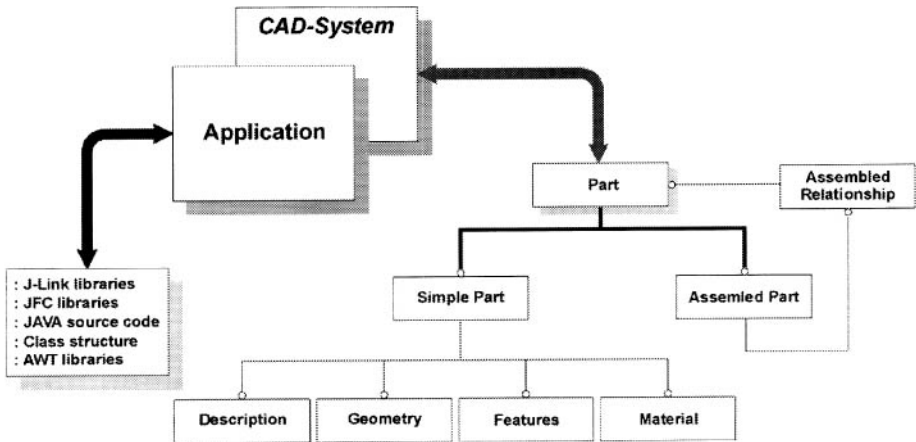 CAD-System
Application
Part
Assembled
Relationship
: J-Link libraries
: JFC libraries
: JAVA source code
: Class structure
: AWT libraries
Simple Part
Assemled Part
Description
Geometry
Features
Material